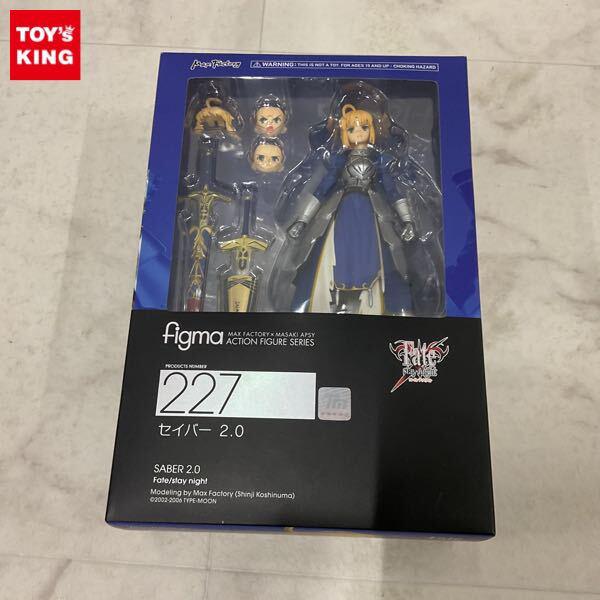 TOY'S
KING
Max Factory
WARNING: THIS IS NOT A TOY. FOR AGES 15 AND UP : CHOKING HAZARD
figma
MAX FACTORY × MASAKI APSY
ACTION FIGURE SERIES
Fate
stay night
PRODUCTS NUMBER
227
セイバー 2.0
SABER 2.0
Fate/stay night
Modeling by Max Factory (Shinji Koshinuma)
©2002-2006 TYPE-MOON